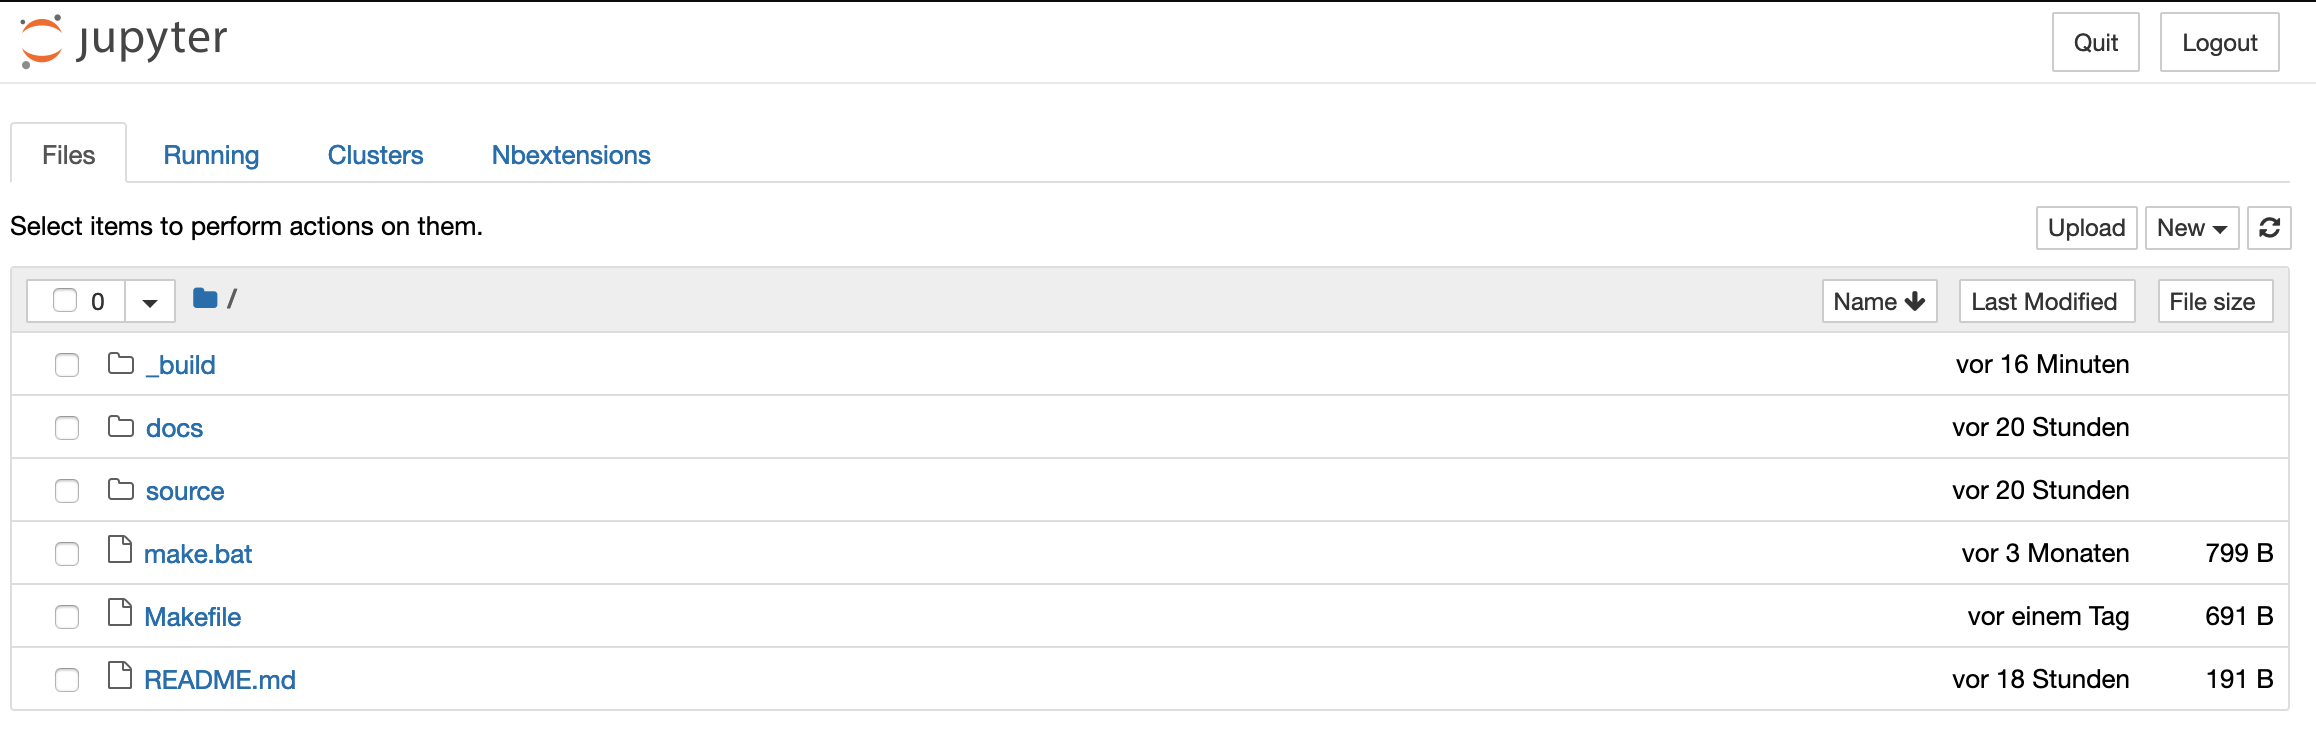 jupyter Quit Logout
Files Running Clusters Nbextensions
Select items to perform actions on them. Upload New
0 / Name Last Modified File size
_build vor 16 Minuten
docs vor 20 Stunden
source vor 20 Stunden
make.bat vor 3 Monaten 799 B
Makefile vor einem Tag 691 B
README.md vor 18 Stunden 191 B